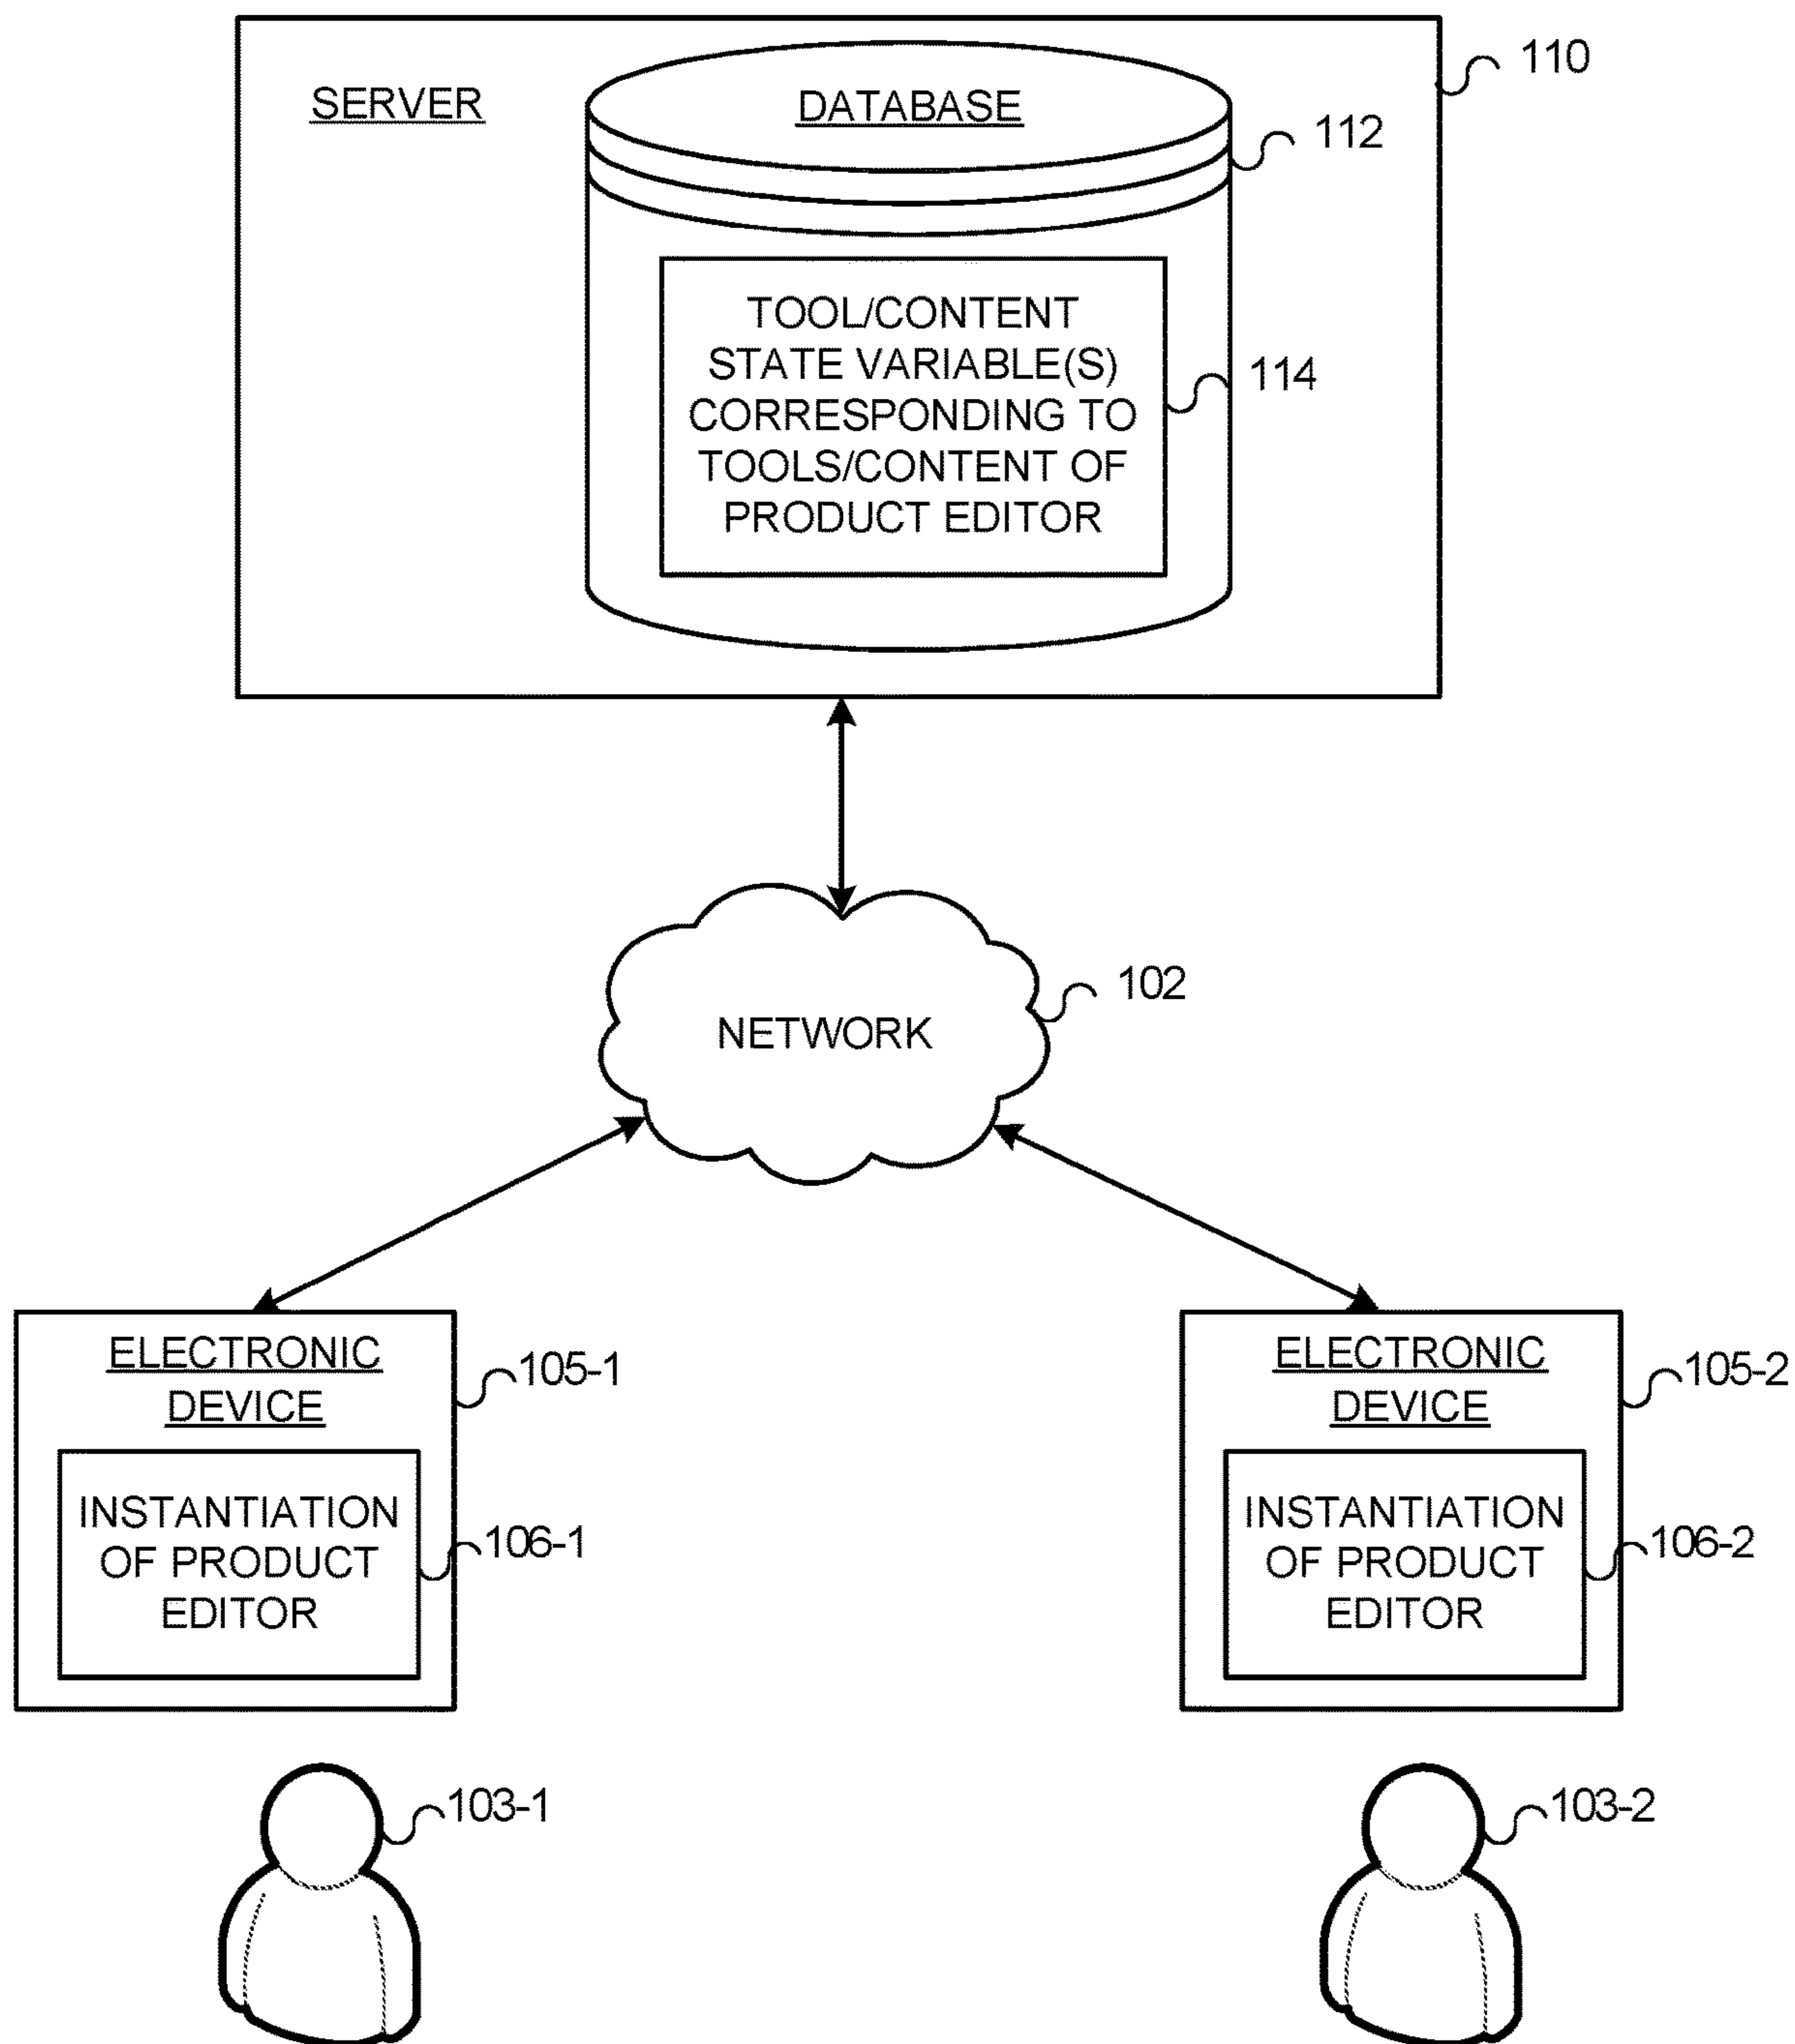 110
SERVER
DATABASE
112
TOOL/CONTENT
STATE VARIABLE(S)
CORRESPONDING TO
TOOLS/CONTENT OF
PRODUCT EDITOR
114
102
NETWORK
ELECTRONIC
DEVICE
105-1
INSTANTIATION
OF PRODUCT
EDITOR
106-1
ELECTRONIC
DEVICE
105-2
INSTANTIATION
OF PRODUCT
EDITOR
106-2
103-1
103-2